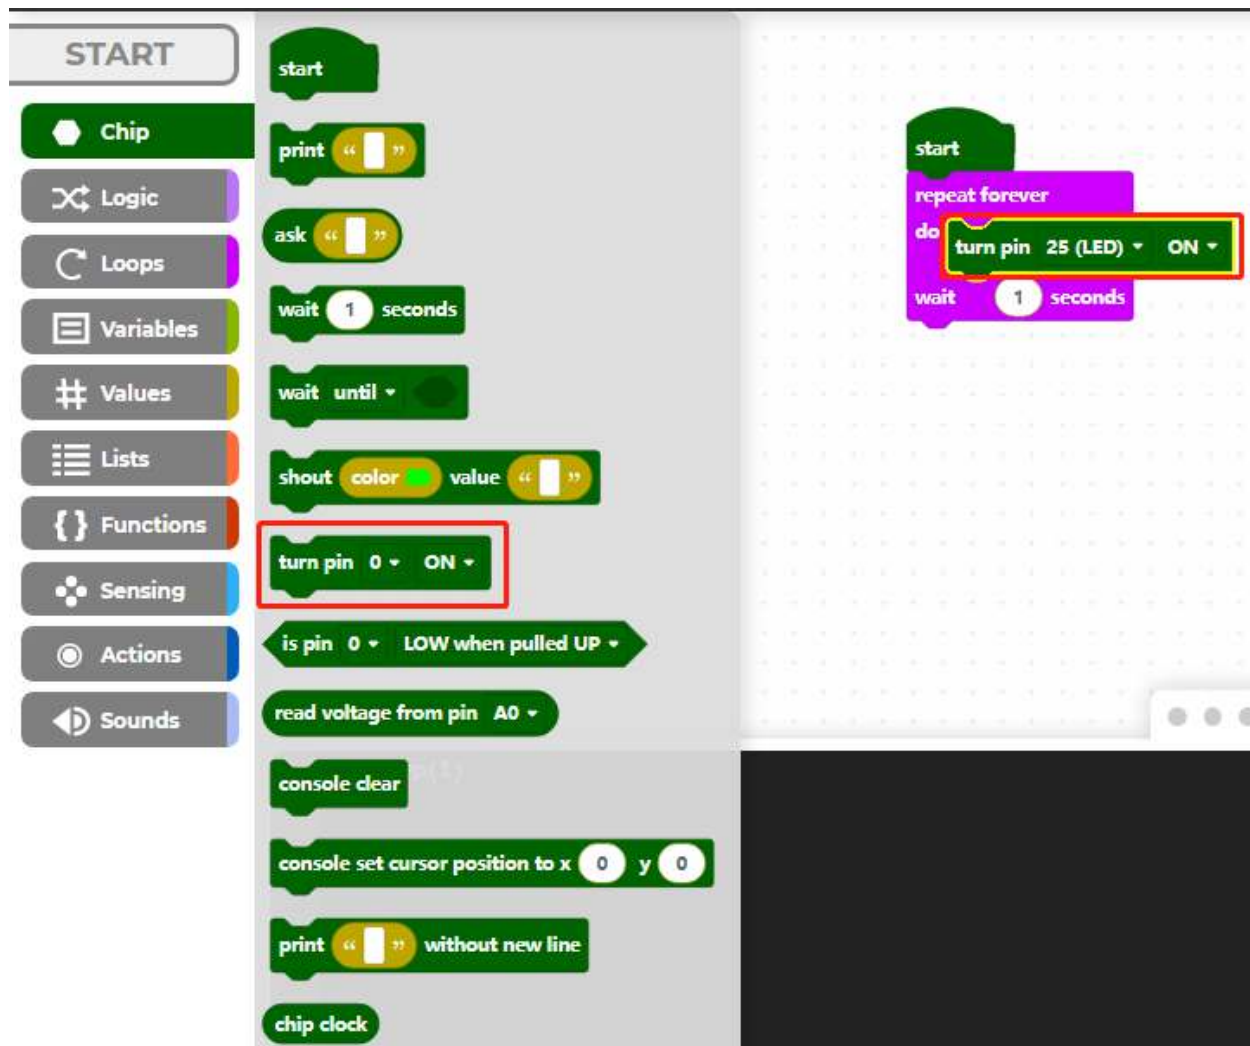 START
Chip
Logic
Loops
Variables
Values
Lists
Functions
Sensing
Actions
Sounds
start
print “ ”
ask “ ”
wait 1 seconds
wait until
shout color value “ ”
turn pin 0 ON
is pin 0 LOW when pulled UP
read voltage from pin A0
console clear
console set cursor position to x 0 y 0
print “ ” without new line
chip clock
start
repeat forever
do turn pin 25 (LED) ON
wait 1 seconds